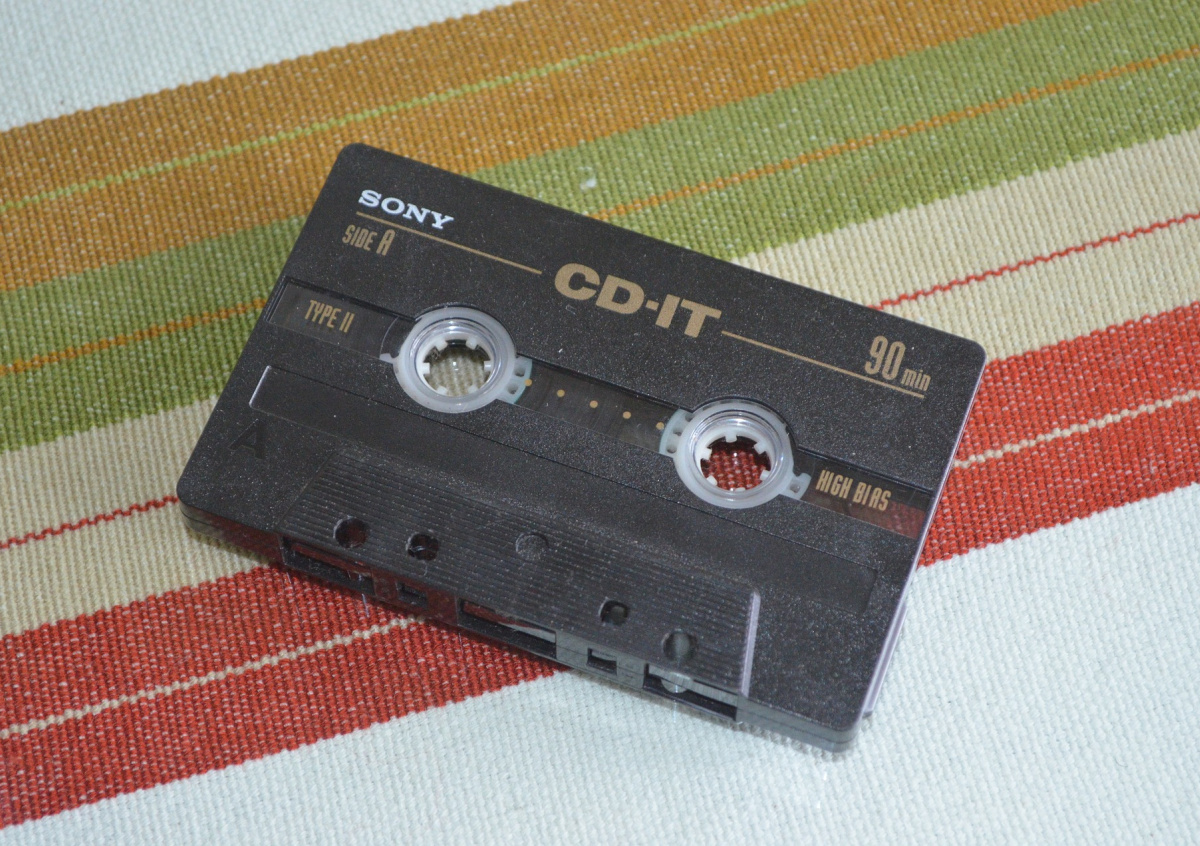 SONY
SIDE A
CD-IT
90 min
TYPE II
HIGH BIAS
A